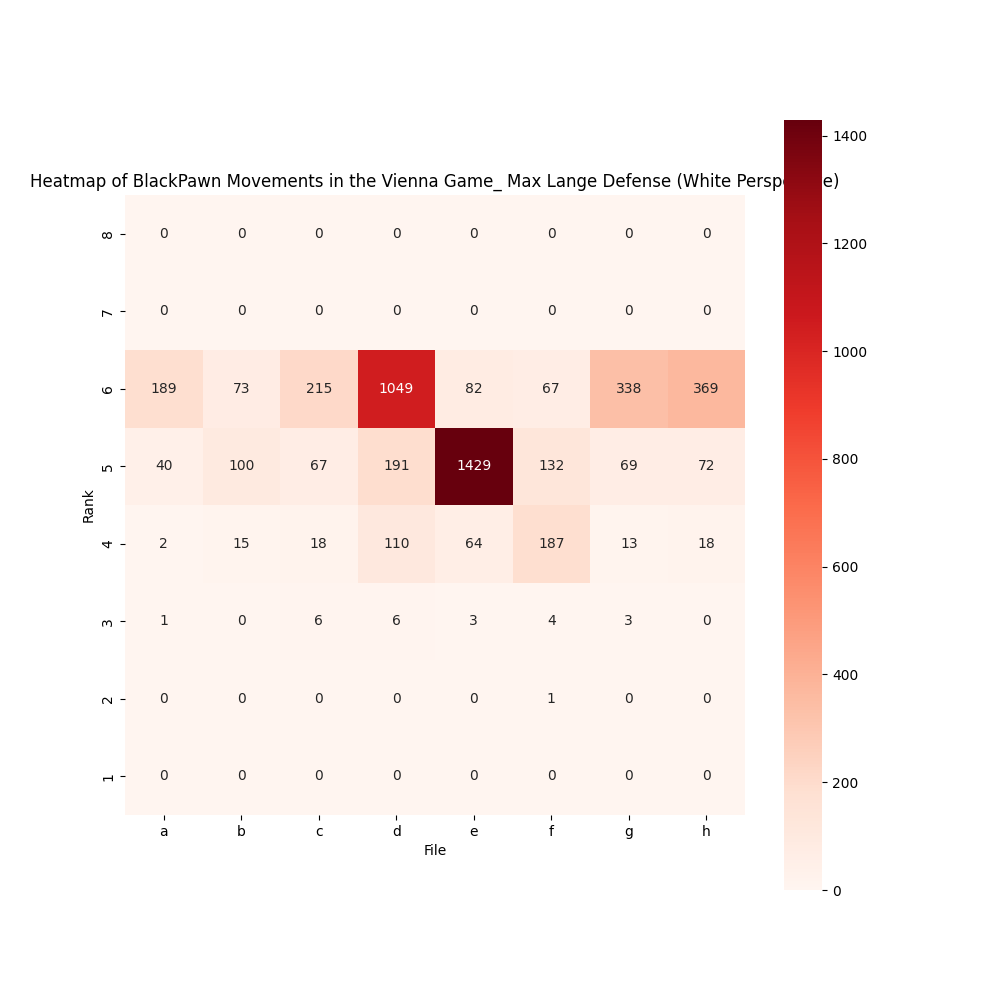 Heatmap of BlackPawn Movements in the Vienna Game_ Max Lange Defense (White Persp e)
1400
1200
1000
800
600
400
200
0
Rank
8 0 0 0 0 0 0 0 0
7 0 0 0 0 0 0 0 0
6 189 73 215 1049 82 67 338 369
5 40 100 67 191 1429 132 69 72
4 2 15 18 110 64 187 13 18
3 1 0 6 6 3 4 3 0
2 0 0 0 0 0 1 0 0
1 0 0 0 0 0 0 0 0
a b c d e f g h
File